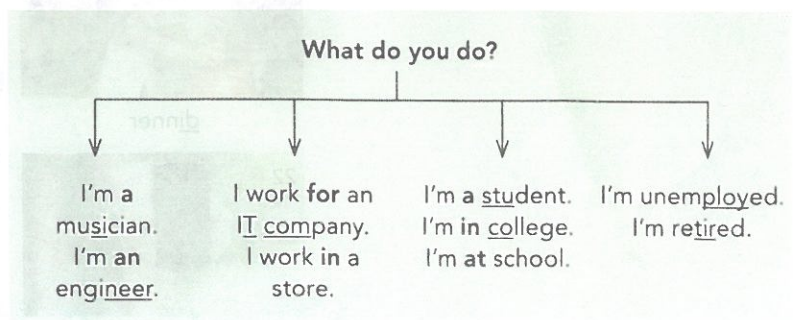 What do you do?
I'm a
musician.
I'm an
engineer.
I work for an
IT company.
I work in a
store.
I'm a student.
I'm in college.
I'm at school.
I'm unemployed.
I'm retired.
dinner